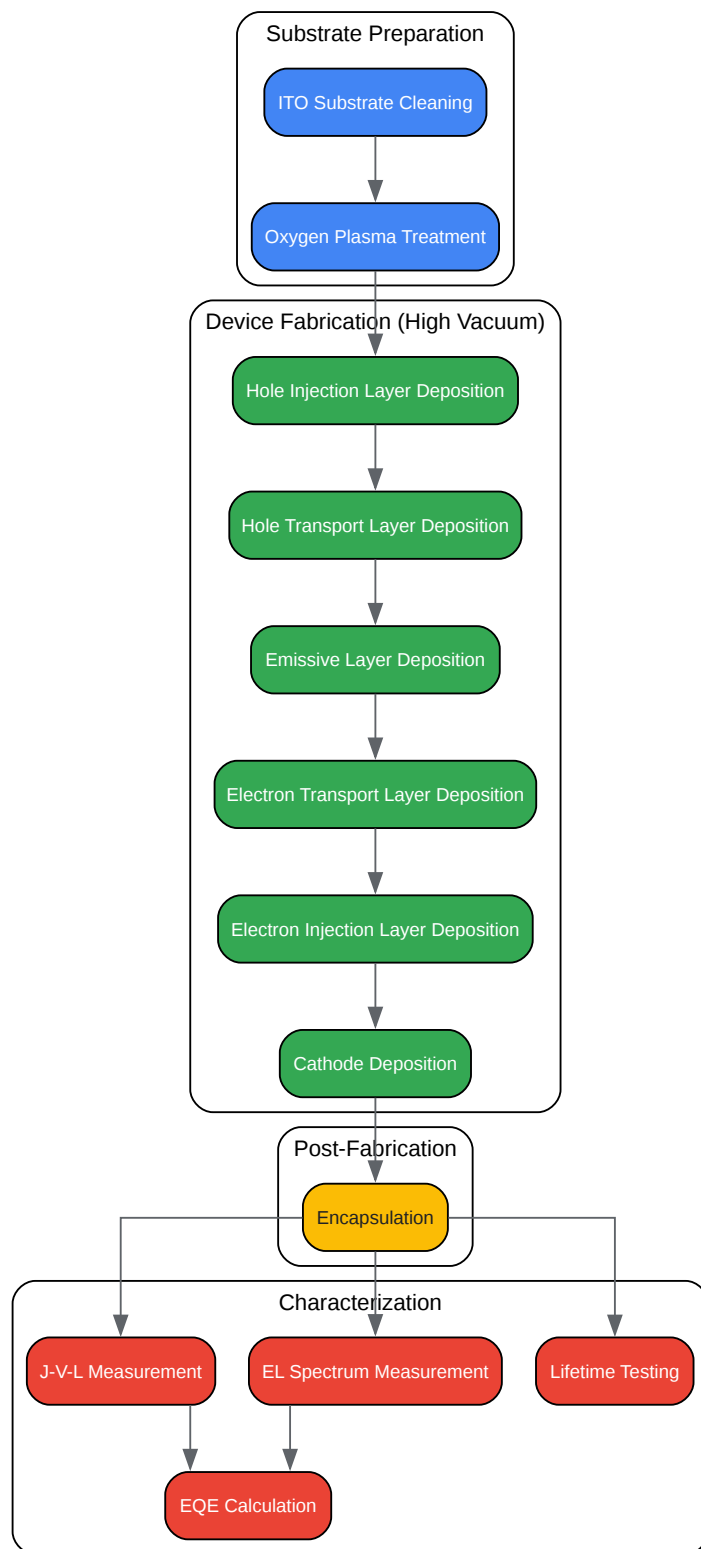 Substrate Preparation
ITO Substrate Cleaning
Oxygen Plasma Treatment
Device Fabrication (High Vacuum)
Hole Injection Layer Deposition
Hole Transport Layer Deposition
Emissive Layer Deposition
Electron Transport Layer Deposition
Electron Injection Layer Deposition
Cathode Deposition
Post-Fabrication
Encapsulation
Characterization
J-V-L Measurement
EL Spectrum Measurement
Lifetime Testing
EQE Calculation